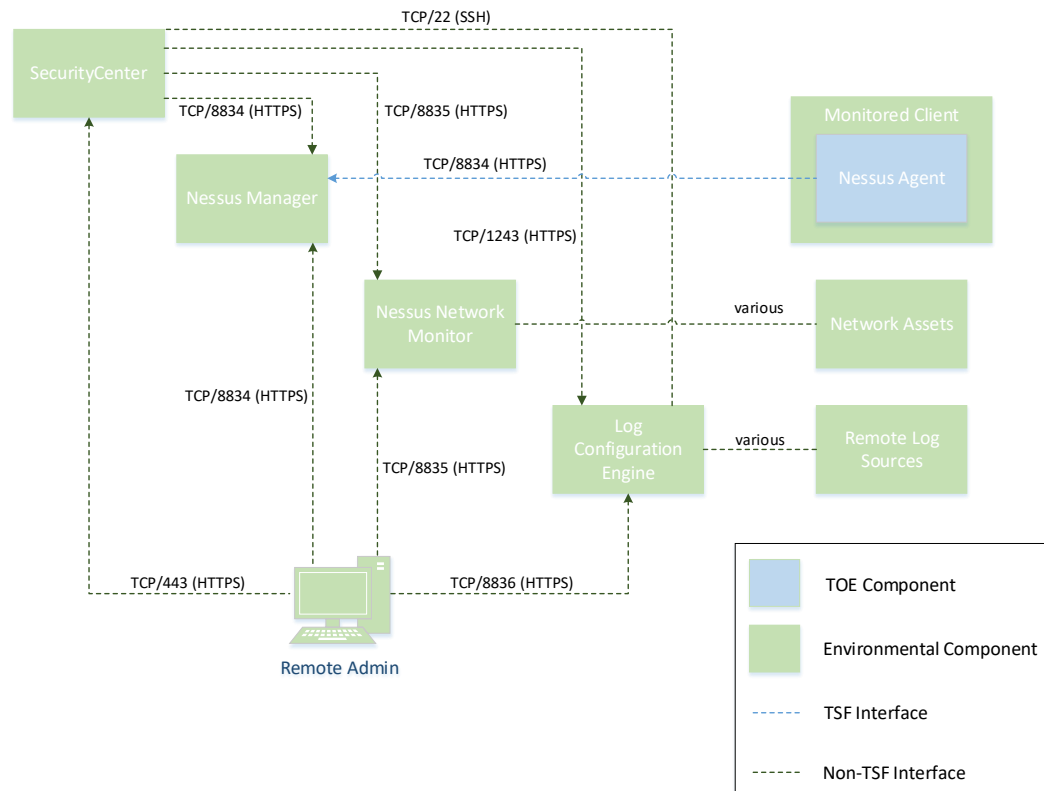 TCP/22 (SSH)
SecurityCenter
TCP/8834 (HTTPS)
TCP/8835 (HTTPS)
Monitored Client
TCP/8834 (HTTPS)
Nessus Agent
Nessus Manager
TCP/1243 (HTTPS)
Nessus Network
Monitor
various
Network Assets
TCP/8834 (HTTPS)
Log
Configuration
Engine
various
Remote Log
Sources
TCP/8835 (HTTPS)
TCP/443 (HTTPS)
TCP/8836 (HTTPS)
Remote Admin
TOE Component
Environmental Component
TSF Interface
Non-TSF Interface